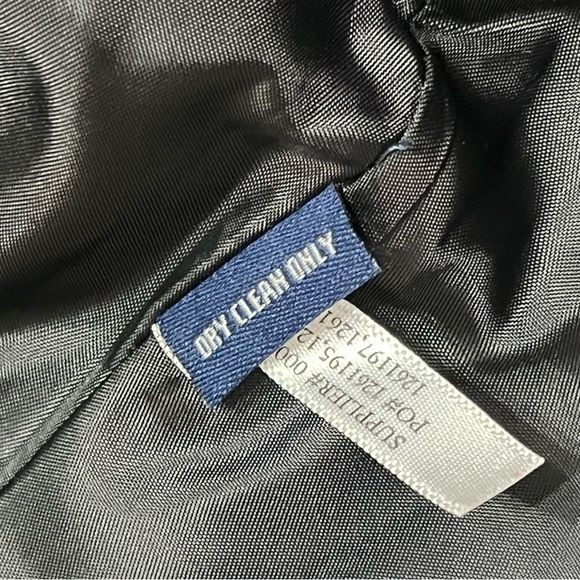 DRY CLEAN ONLY
SUPPLIER# 000
PO# 1261195,12
1261197,1261